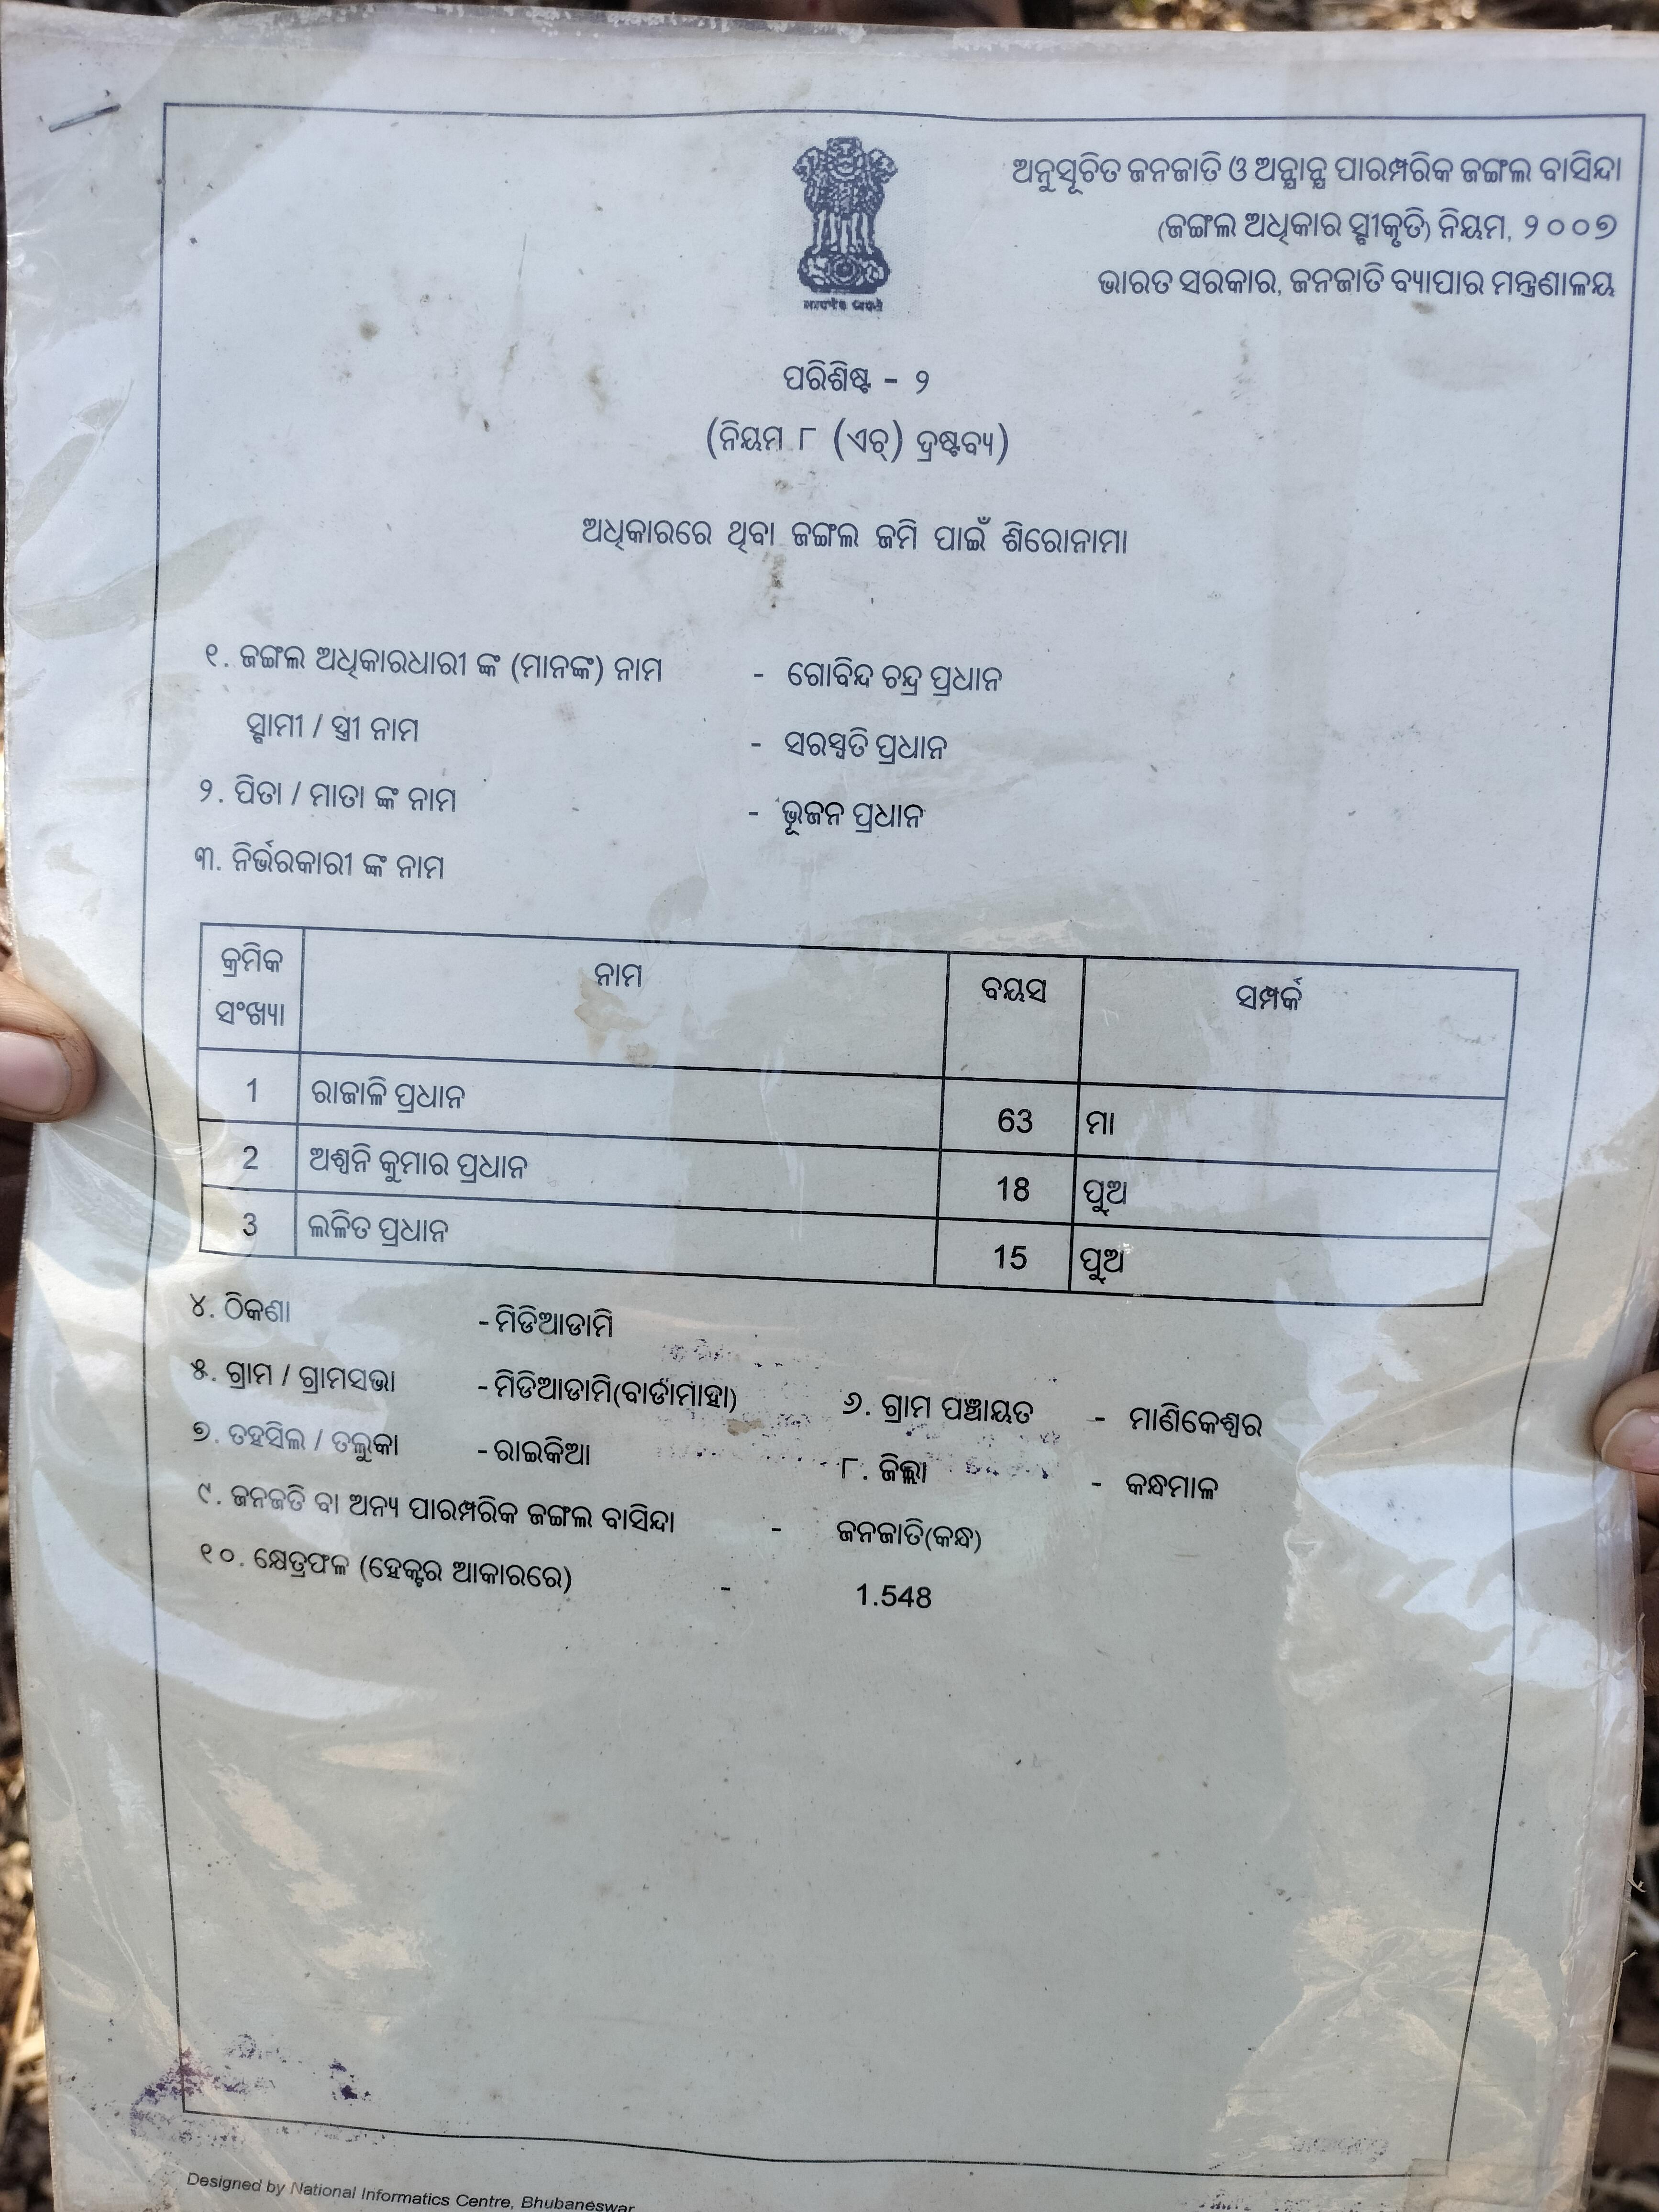 ଅନୁସୂଚିତ ଜନଜାତି ଓ ଅନ୍ଯାନ୍ଯ ପାରମ୍ପରିକ ଜଙ୍ଗଲ ବାସିନ୍ଦା
(ଜଙ୍ଗଲ ଅଧିକାର ସ୍ବୀକୃତି) ନିୟମ, ୨୦୦୭
ଭାରତ ସରକାର, ଜନଜାତି ବ୍ୟାପାର ମନ୍ତ୍ରଣାଳୟ
ପରିଶିଷ୍ଟ - ୨
(ନିୟମ ୮ (ଏଚ୍) ଦ୍ରଷ୍ଟବ୍ୟ)
ଅଧିକାରରେ ଥିବା ଜଙ୍ଗଲ ଜମି ପାଇଁ ଶିରୋନାମା
୧. ଜଙ୍ଗଲ ଅଧିକାରଧାରୀ ଙ୍କ (ମାନଙ୍କ) ନାମ - ଗୋବିନ୍ଦ ଚନ୍ଦ୍ର ପ୍ରଧାନ
ସ୍ବାମୀ / ସ୍ତ୍ରୀ ନାମ - ସରସ୍ୱତି ପ୍ରଧାନ
୨. ପିତା / ମାତା ଙ୍କ ନାମ - ଭୂଜନ ପ୍ରଧାନ
୩. ନିର୍ଭରକାରୀ ଙ୍କ ନାମ
କ୍ରମିକ ସଂଖ୍ୟା ନାମ ବୟସ ସମ୍ପର୍କ
1 ରାଜାଳି ପ୍ରଧାନ 63 ମା
2 ଅଶ୍ୱନି କୁମାର ପ୍ରଧାନ 18 ପୁଅ
3 ଲଳିତ ପ୍ରଧାନ 15 ପୁଅ
୪. ଠିକଣା - ମିଡିଆଡାମି
୫. ଗ୍ରାମ / ଗ୍ରାମସଭା - ମିଡିଆଡାମି(ବାର୍ଡାମାହା) ୬. ଗ୍ରାମ ପଞ୍ଚାୟତ - ମାଣିକେଶ୍ୱର
୭. ତହସିଲ / ତଲୁକା - ରାଇକିଆ ୮. ଜିଲ୍ଲା - କନ୍ଧମାଳ
୯. ଜନଜତି ବା ଅନ୍ୟ ପାରମ୍ପରିକ ଜଙ୍ଗଲ ବାସିନ୍ଦା - ଜନଜାତି(କନ୍ଧ)
୧୦. କ୍ଷେତ୍ରଫଳ (ହେକ୍ଟର ଆକାରରେ) - 1.548
Designed by National Informatics Centre, Bhubaneswar